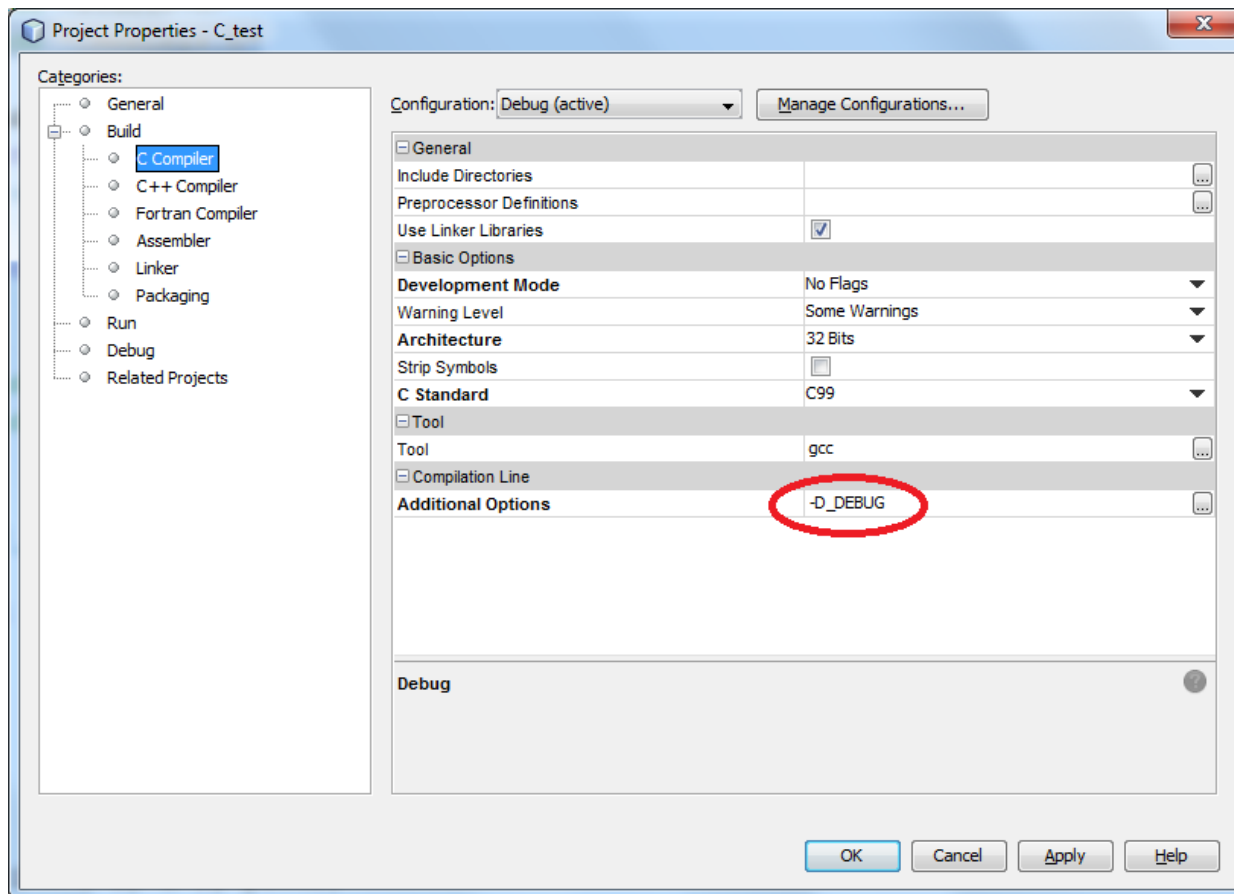 Project Properties - C_test
X
Categories:
General
Build
C Compiler
C++ Compiler
Fortran Compiler
Assembler
Linker
Packaging
Run
Debug
Related Projects
Configuration: Debug (active) Manage Configurations...
General
Include Directories ...
Preprocessor Definitions ...
Use Linker Libraries
Basic Options
Development Mode No Flags
Warning Level Some Warnings
Architecture 32 Bits
Strip Symbols
C Standard C99
Tool
Tool gcc ...
Compilation Line
Additional Options -D_DEBUG ...
Debug ?
OK Cancel Apply Help